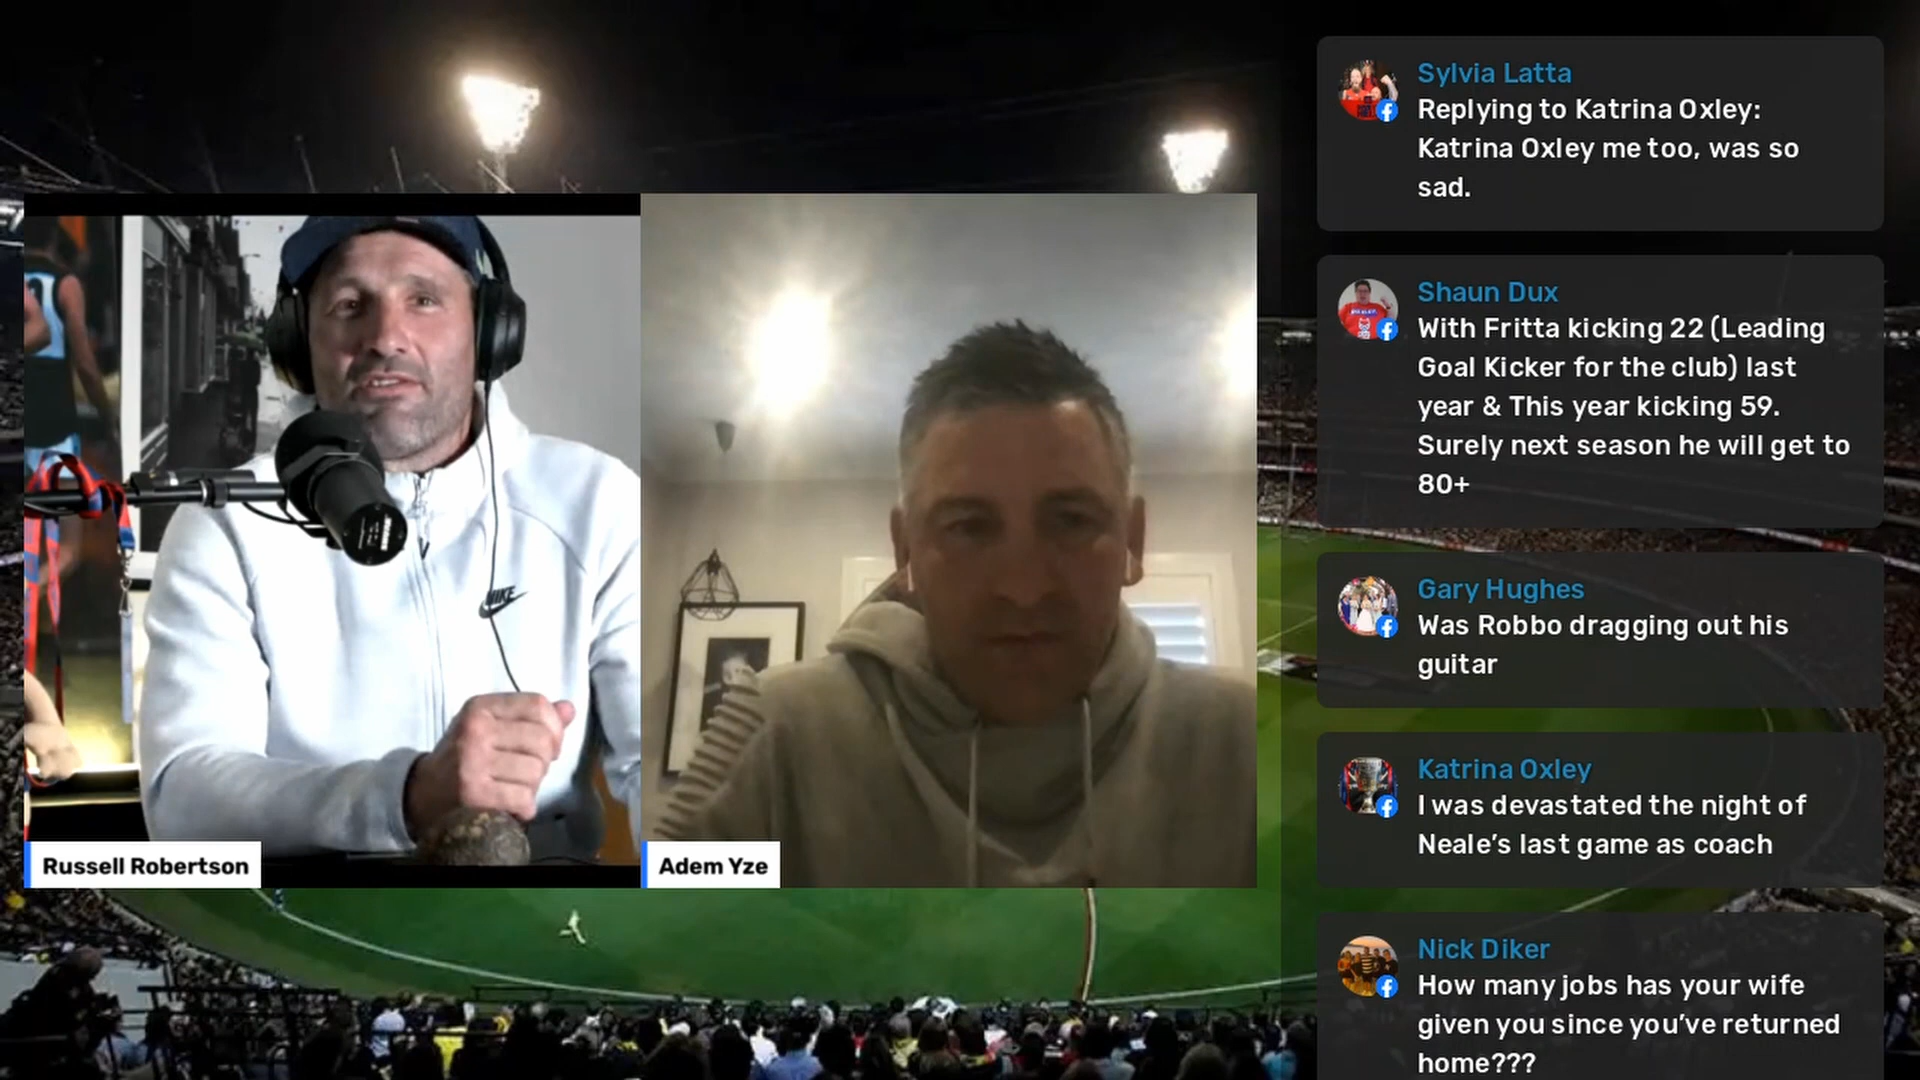 NIKE
Russell Robertson
Adem Yze
Sylvia Latta
Replying to Katrina Oxley:
Katrina Oxley me too, was so
sad.
Shaun Dux
With Fritta kicking 22 (Leading
Goal Kicker for the club) last
year & This year kicking 59.
Surely next season he will get to
80+
Gary Hughes
Was Robbo dragging out his
guitar
Katrina Oxley
I was devastated the night of
Neale’s last game as coach
Nick Diker
How many jobs has your wife
given you since you’ve returned
home???